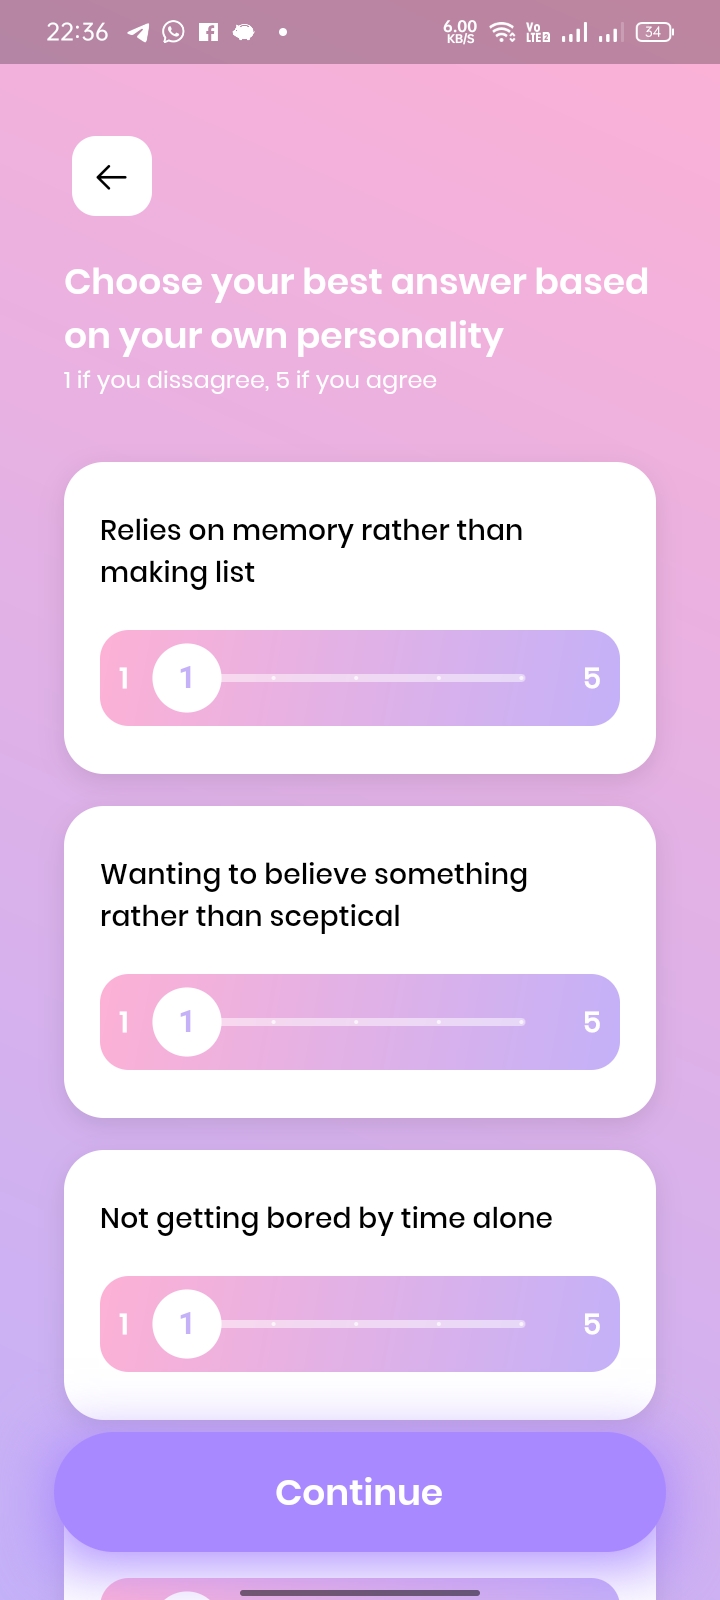 22:36
6.00
KB/S
Vo
LTE 2
34
Choose your best answer based
on your own personality
1 if you dissagree, 5 if you agree
Relies on memory rather than
making list
1 1 5
Wanting to believe something
rather than sceptical
1 1 5
Not getting bored by time alone
1 1 5
Continue